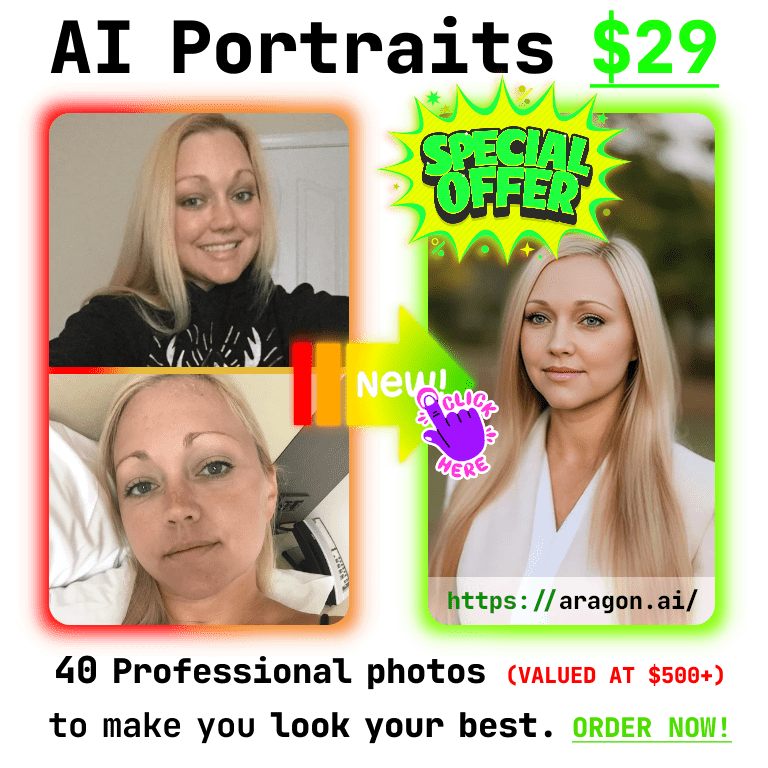 AI Portraits $29
SPECIAL
OFFER
New!
CLICK
HERE
https://aragon.ai/
40 Professional photos (VALUED AT $500+)
to make you look your best. ORDER NOW!